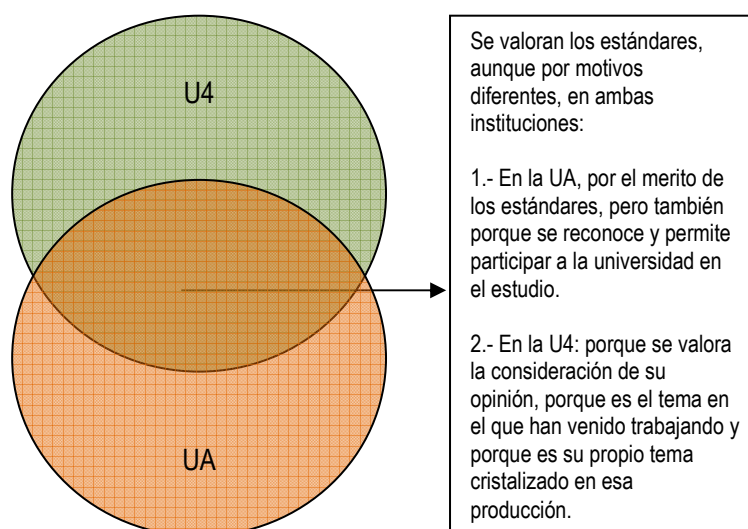 U4
UA
Se valoran los estándares,
aunque por motivos
diferentes, en ambas
instituciones:
1.- En la UA, por el merito de
los estándares, pero también
porque se reconoce y permite
participar a la universidad en
el estudio.
2.- En la U4: porque se valora
la consideración de su
opinión, porque es el tema en
el que han venido trabajando y
porque es su propio tema
cristalizado en esa
producción.